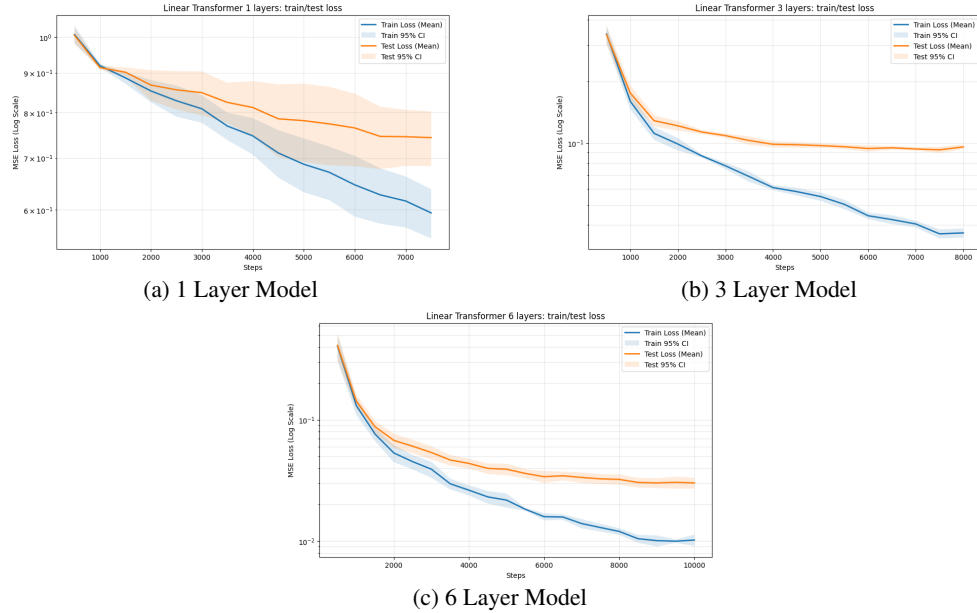 Linear Transformer 1 layers: train/test loss
Train Loss (Mean)
Train 95% CI
Test Loss (Mean)
Test 95% CI
MSE Loss (Log Scale)
10⁰
9 × 10⁻¹
8 × 10⁻¹
7 × 10⁻¹
6 × 10⁻¹
1000 2000 3000 4000 5000 6000 7000
Steps
(a) 1 Layer Model
Linear Transformer 3 layers: train/test loss
Train Loss (Mean)
Train 95% CI
Test Loss (Mean)
Test 95% CI
MSE Loss (Log Scale)
10⁻¹
1000 2000 3000 4000 5000 6000 7000 8000
Steps
(b) 3 Layer Model
Linear Transformer 6 layers: train/test loss
Train Loss (Mean)
Train 95% CI
Test Loss (Mean)
Test 95% CI
MSE Loss (Log Scale)
10⁻¹
10⁻²
2000 4000 6000 8000 10000
Steps
(c) 6 Layer Model